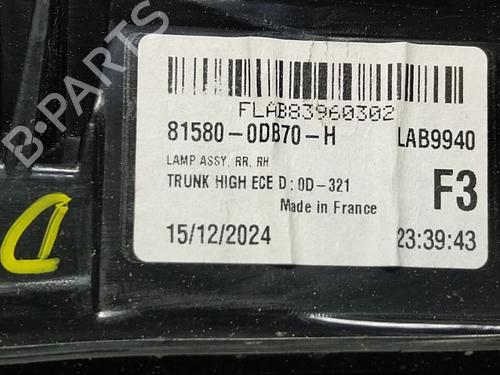 FLAB83960302
81580-0DB70-H LAB9940
LAMP ASSY, RR, RH
TRUNK HIGH ECE D: 0D-321 F3
Made in France
15/12/2024 23:39:43
D
B-PARTS